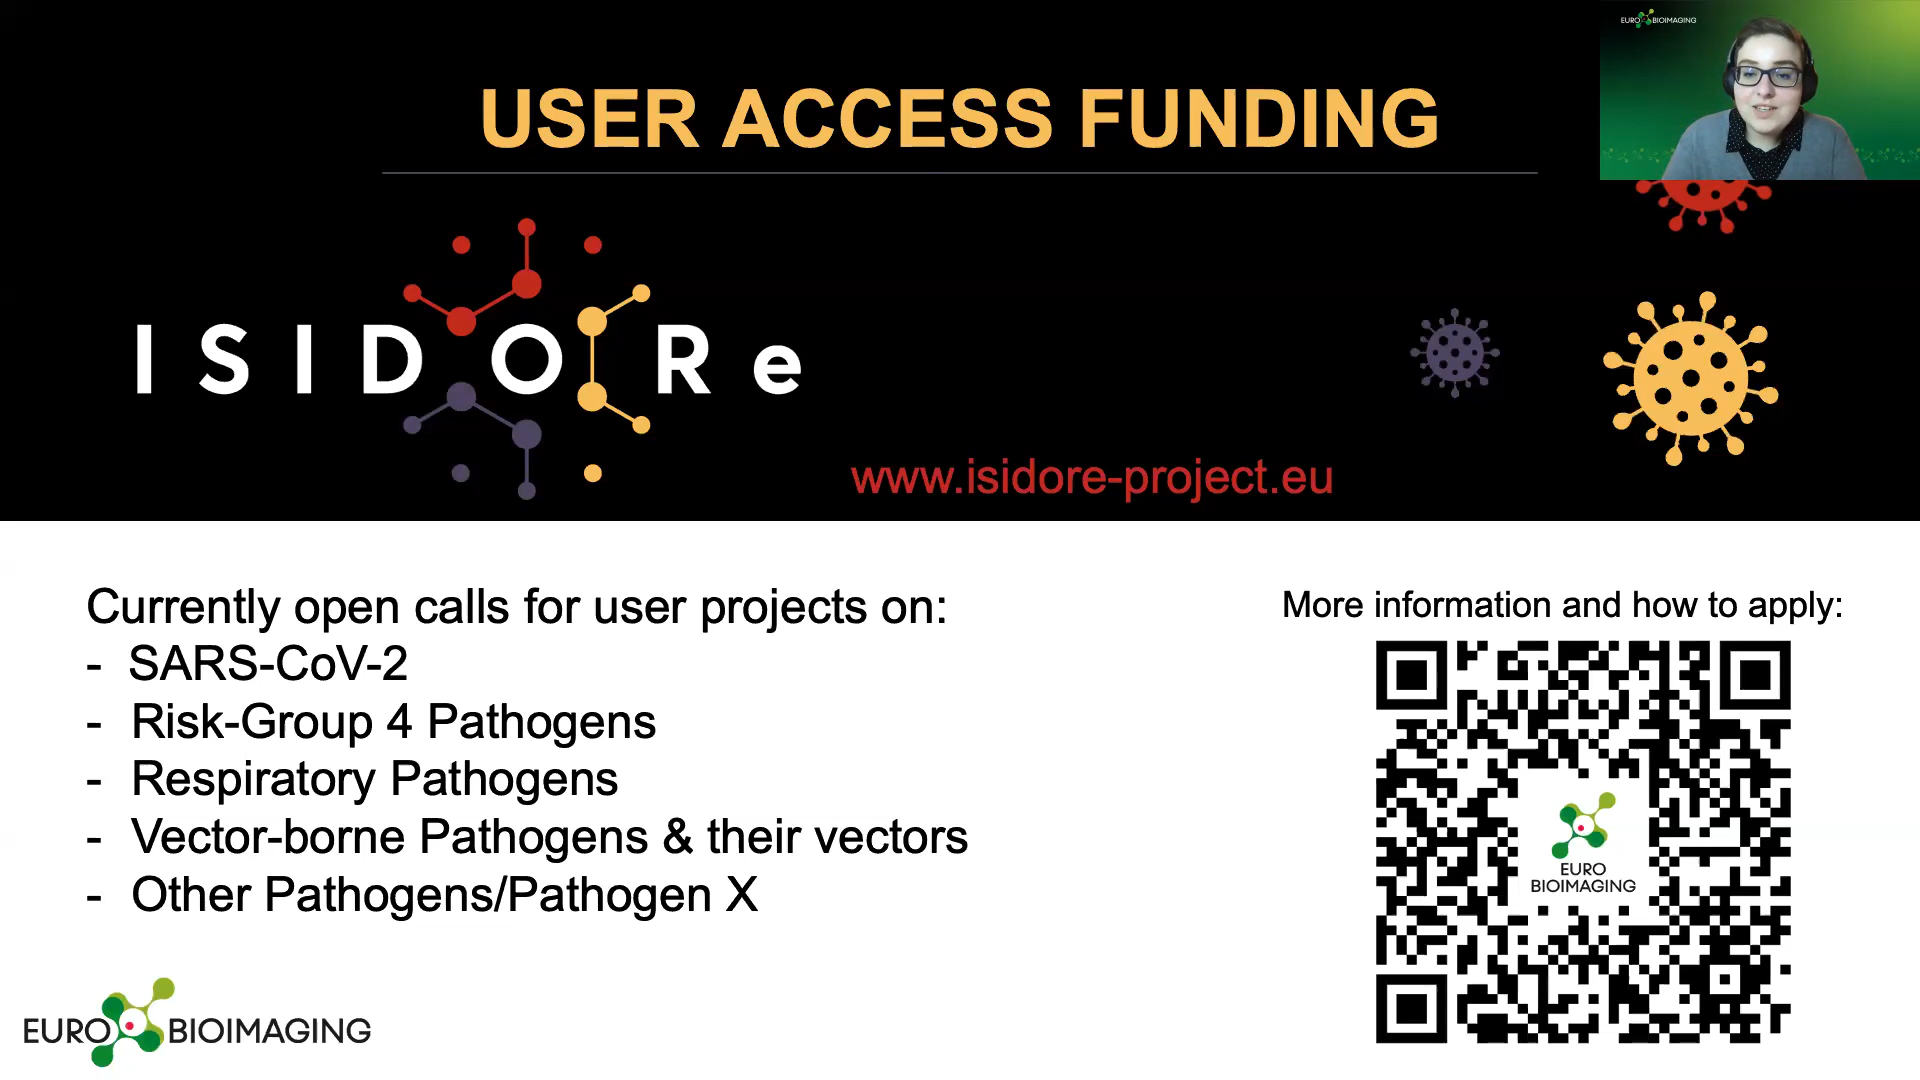 EURO BIOIMAGING
USER ACCESS FUNDING
ISIDORe
www.isidore-project.eu
Currently open calls for user projects on:
- SARS-CoV-2
- Risk-Group 4 Pathogens
- Respiratory Pathogens
- Vector-borne Pathogens & their vectors
- Other Pathogens/Pathogen X
More information and how to apply:
EURO
BIOIMAGING
EURO BIOIMAGING